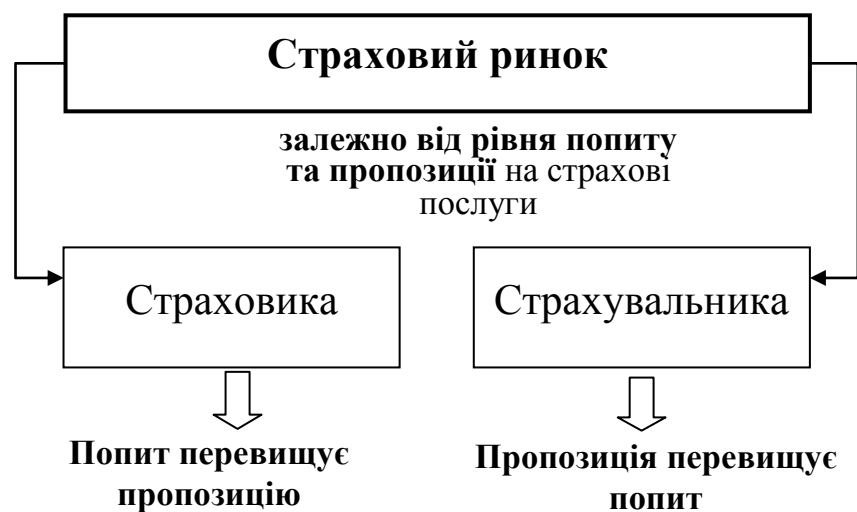 Страховий ринок
залежно від рівня попиту
та пропозиції на страхові
послуги
Страховика
Страхувальника
Попит перевищує
пропозицію
Пропозиція перевищує
попит